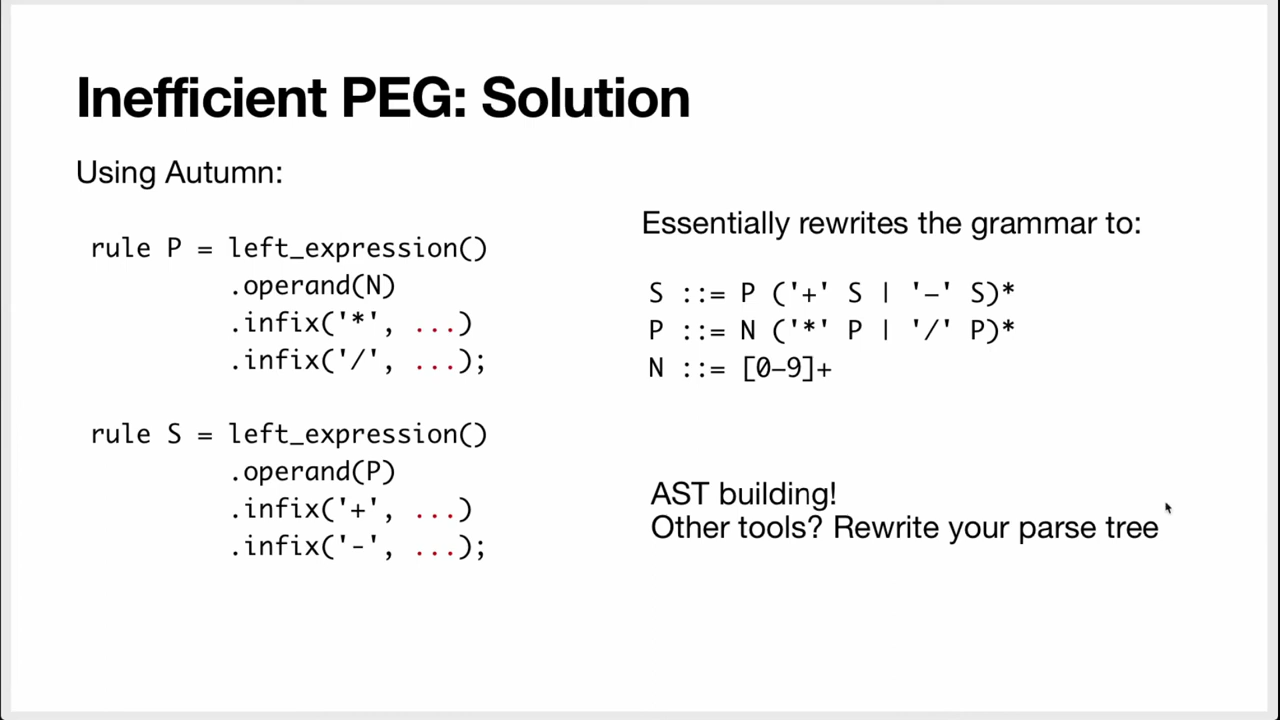 Inefficient PEG: Solution
Using Autumn:
rule P = left_expression()
.operand(N)
.infix('*', ...)
.infix('/', ...);
rule S = left_expression()
.operand(P)
.infix('+', ...)
.infix('-', ...);
Essentially rewrites the grammar to:
S ::= P ('+' S | '-' S)*
P ::= N ('*' P | '/' P)*
N ::= [0-9]+
AST building!
Other tools? Rewrite your parse tree